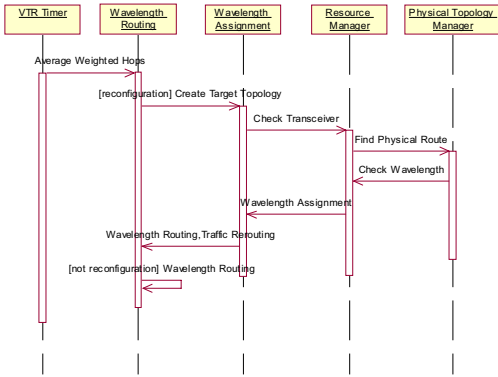 VTR Timer
Wavelength
Routing
Wavelength
Assignment
Resource
Manager
Physical Topology
Manager
Average Weighted Hops
[reconfiguration] Create Target Topology
Check Transceiver
Find Physical Route
Check Wavelength
Wavelength Assignment
Wavelength Routing,Traffic Rerouting
[not reconfiguration] Wavelength Routing